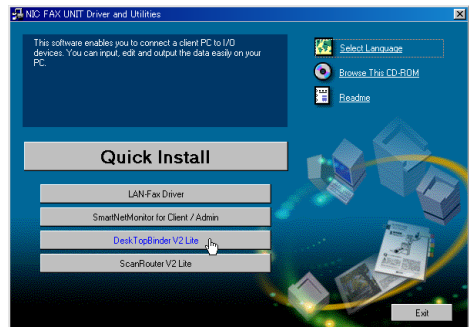 NIC FAX UNIT Driver and Utilities
This software enables you to connect a client PC to I/O
devices. You can input, edit and output the data easily on your
PC.
Select Language
Browse This CD-ROM
Readme
Quick Install
LAN-Fax Driver
SmartNetMonitor for Client / Admin
DeskTopBinder V2 Lite
ScanRouter V2 Lite
Exit